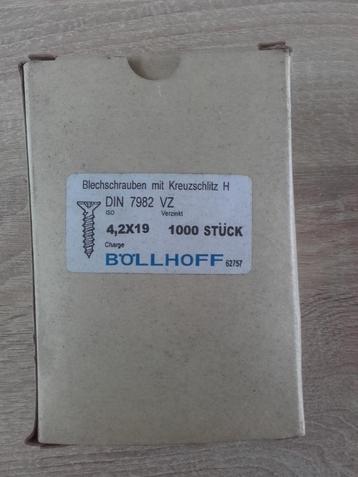 Blechschrauben mit Kreuzschlitz H
DIN 7982 VZ
ISO Verzinkt
4,2X19 1000 STÜCK
Charge
BÖLLHOFF 62757